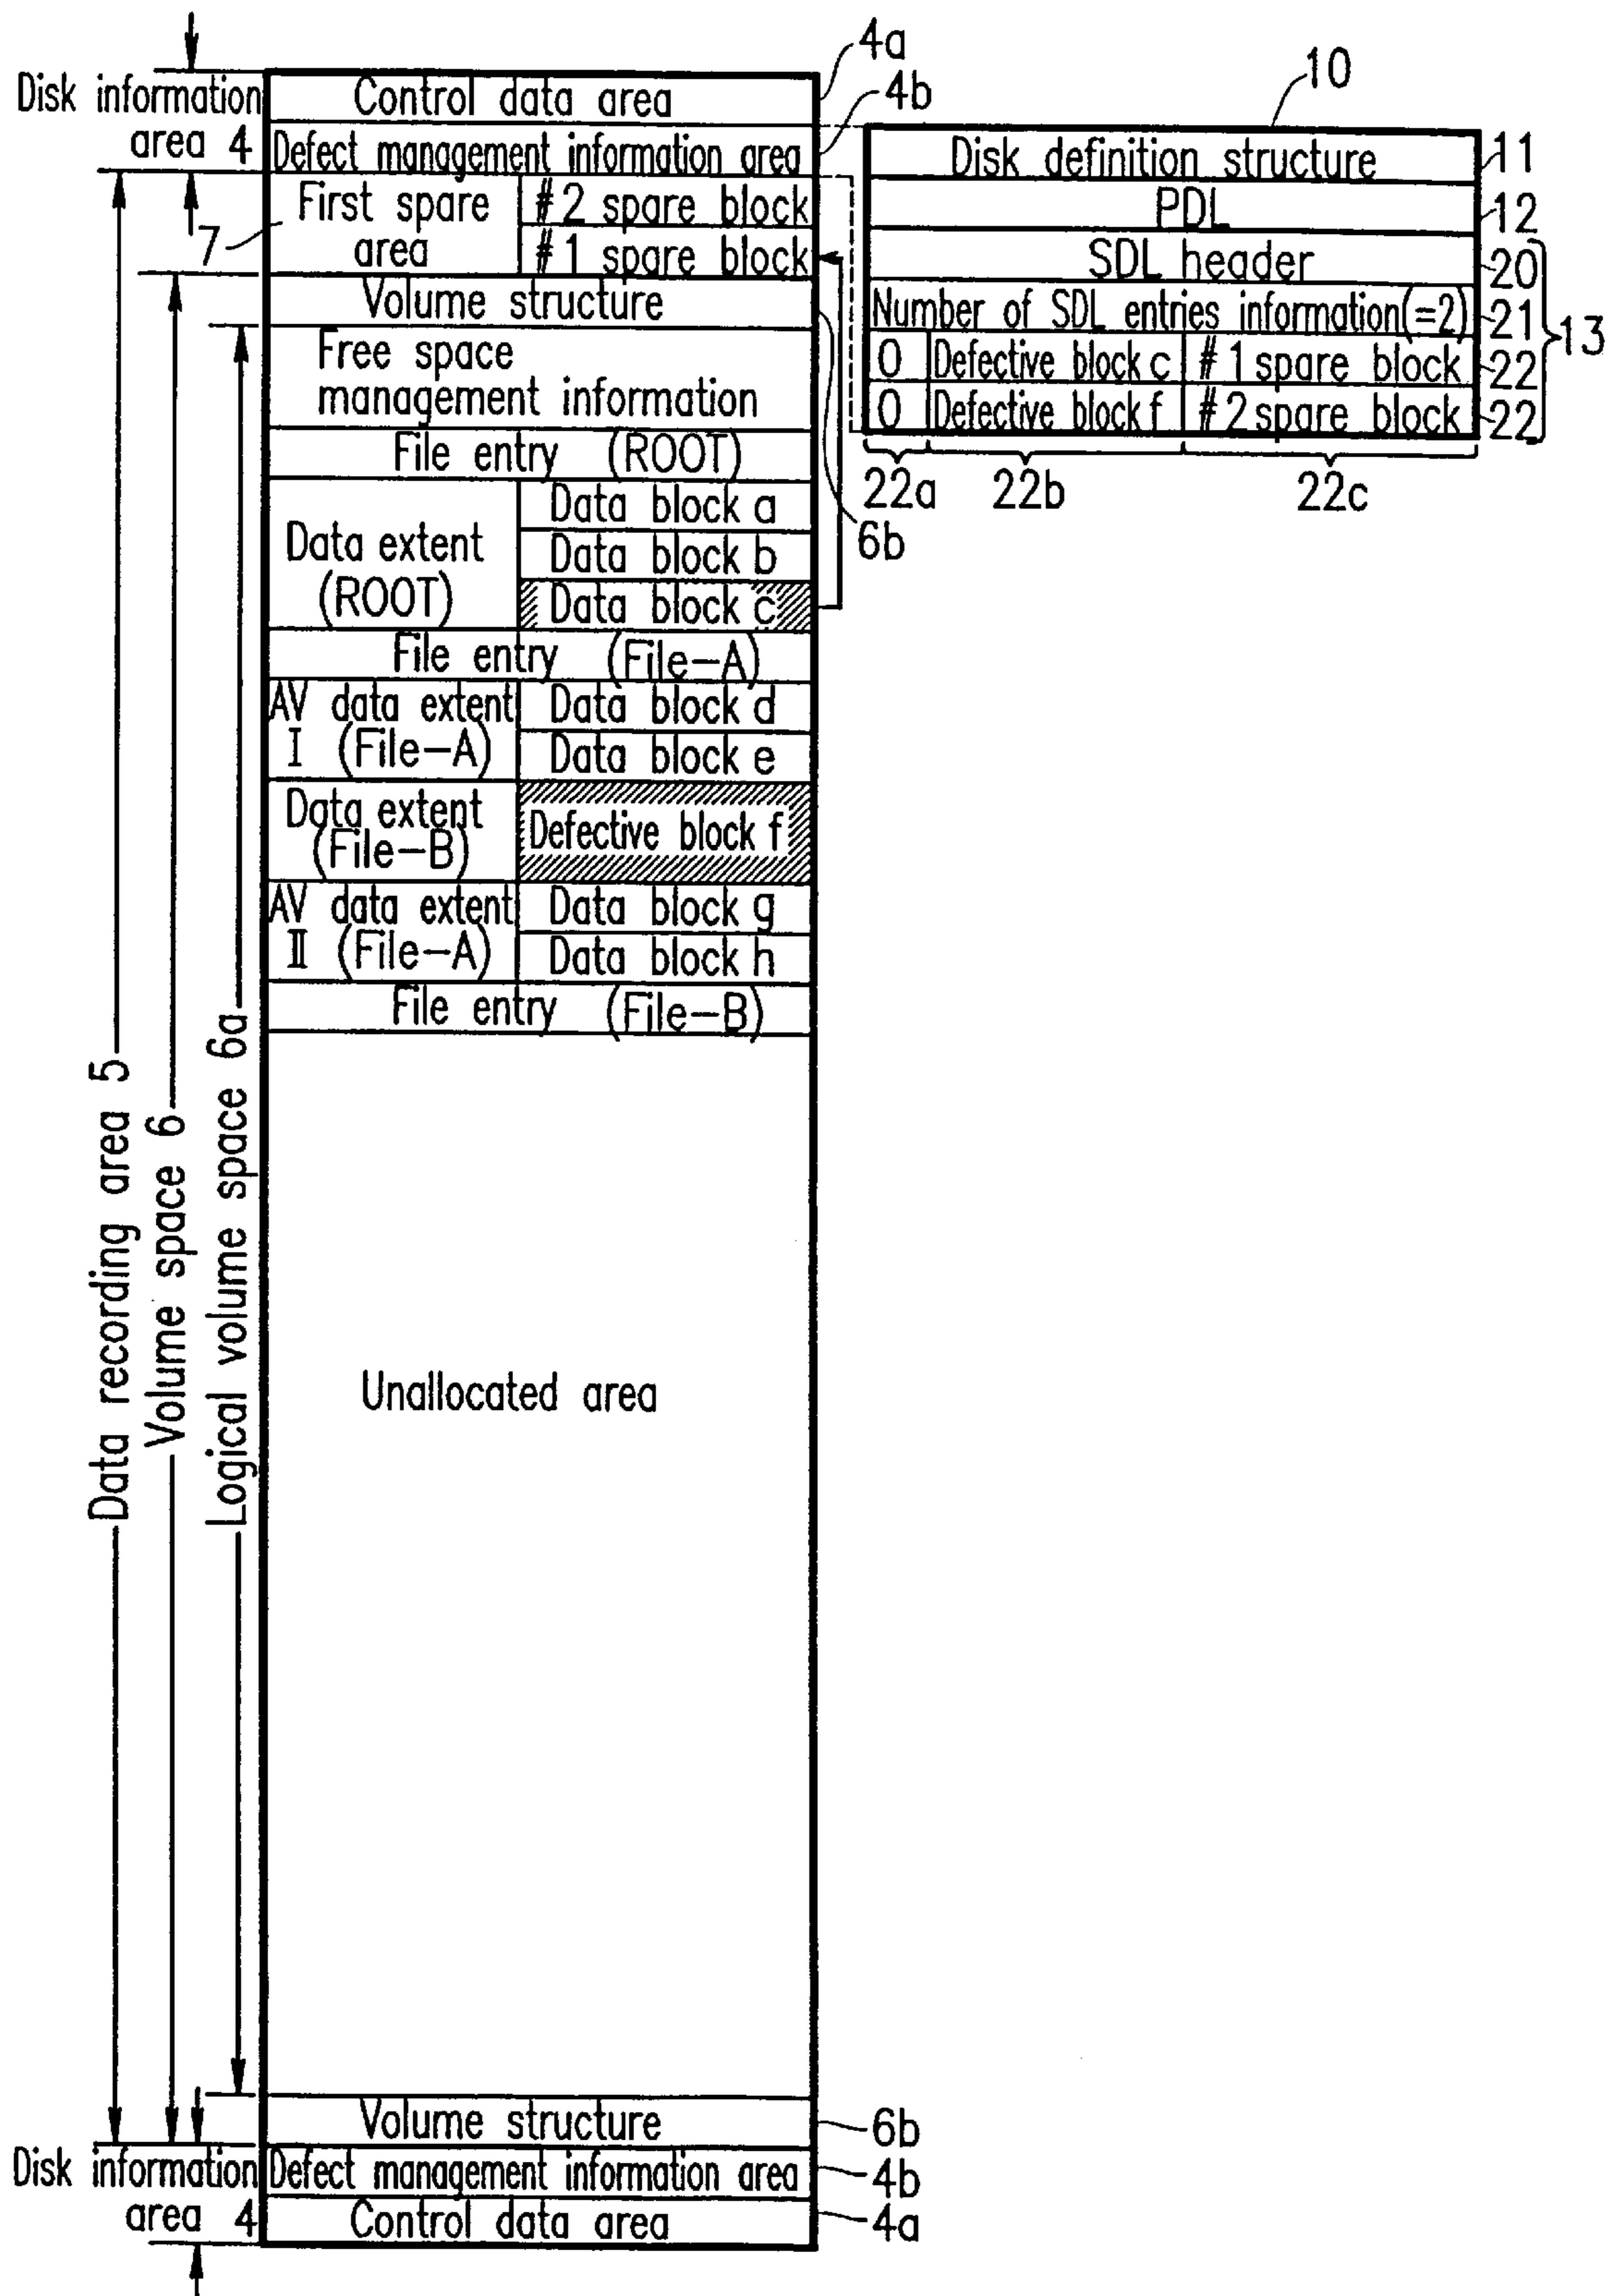 4a
Disk information
area 4
Control data area
4b
10
Defect management information area
Disk definition structure
11
First spare
area
7
# 2 spare block
# 1 spare block
PDL
12
SDL header
20
Volume structure
Number of SDL entries information(=2)
21
13
Free space
management information
0
Defective block c
# 1 spare block
22
0
Defective block f
# 2 spare block
22
File entry (ROOT)
22a
22b
22c
6b
Data extent
(ROOT)
Data block a
Data block b
Data block c
File entry (File-A)
AV data extent
I (File-A)
Data block d
Data block e
Data extent
(File-B)
Defective block f
AV data extent
II (File-A)
Data block g
Data block h
File entry (File-B)
Data recording area 5
Volume space 6
Logical volume space 6a
Unallocated area
Volume structure
6b
Disk information
area 4
Defect management information area
4b
Control data area
4a